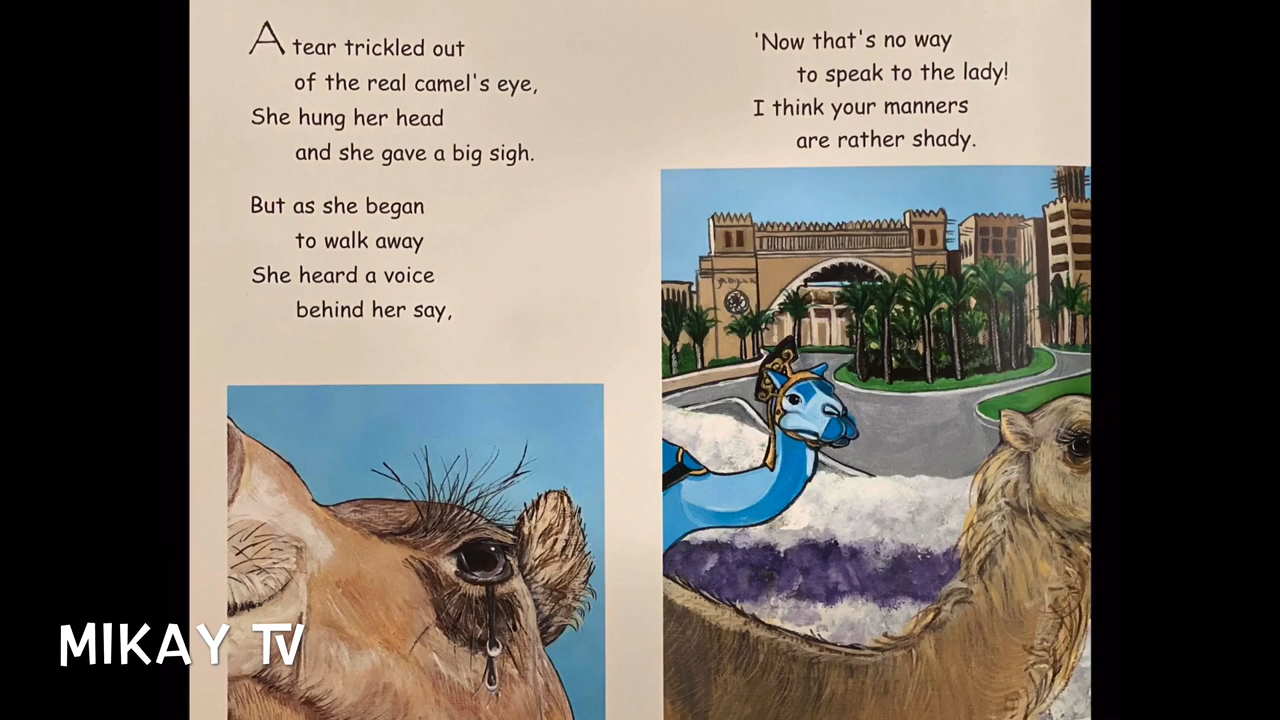 A tear trickled out
of the real camel's eye,
She hung her head
and she gave a big sigh.
But as she began
to walk away
She heard a voice
behind her say,
'Now that's no way
to speak to the lady!
I think your manners
are rather shady.
MIKAY TV